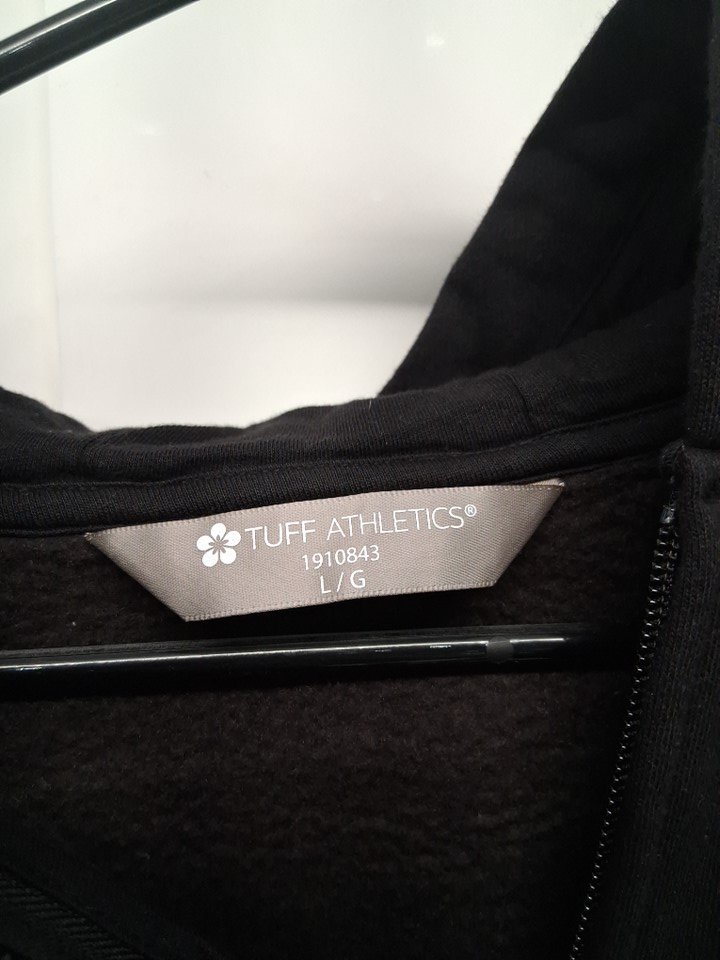 TUFF ATHLETICS®
1910843
L / G